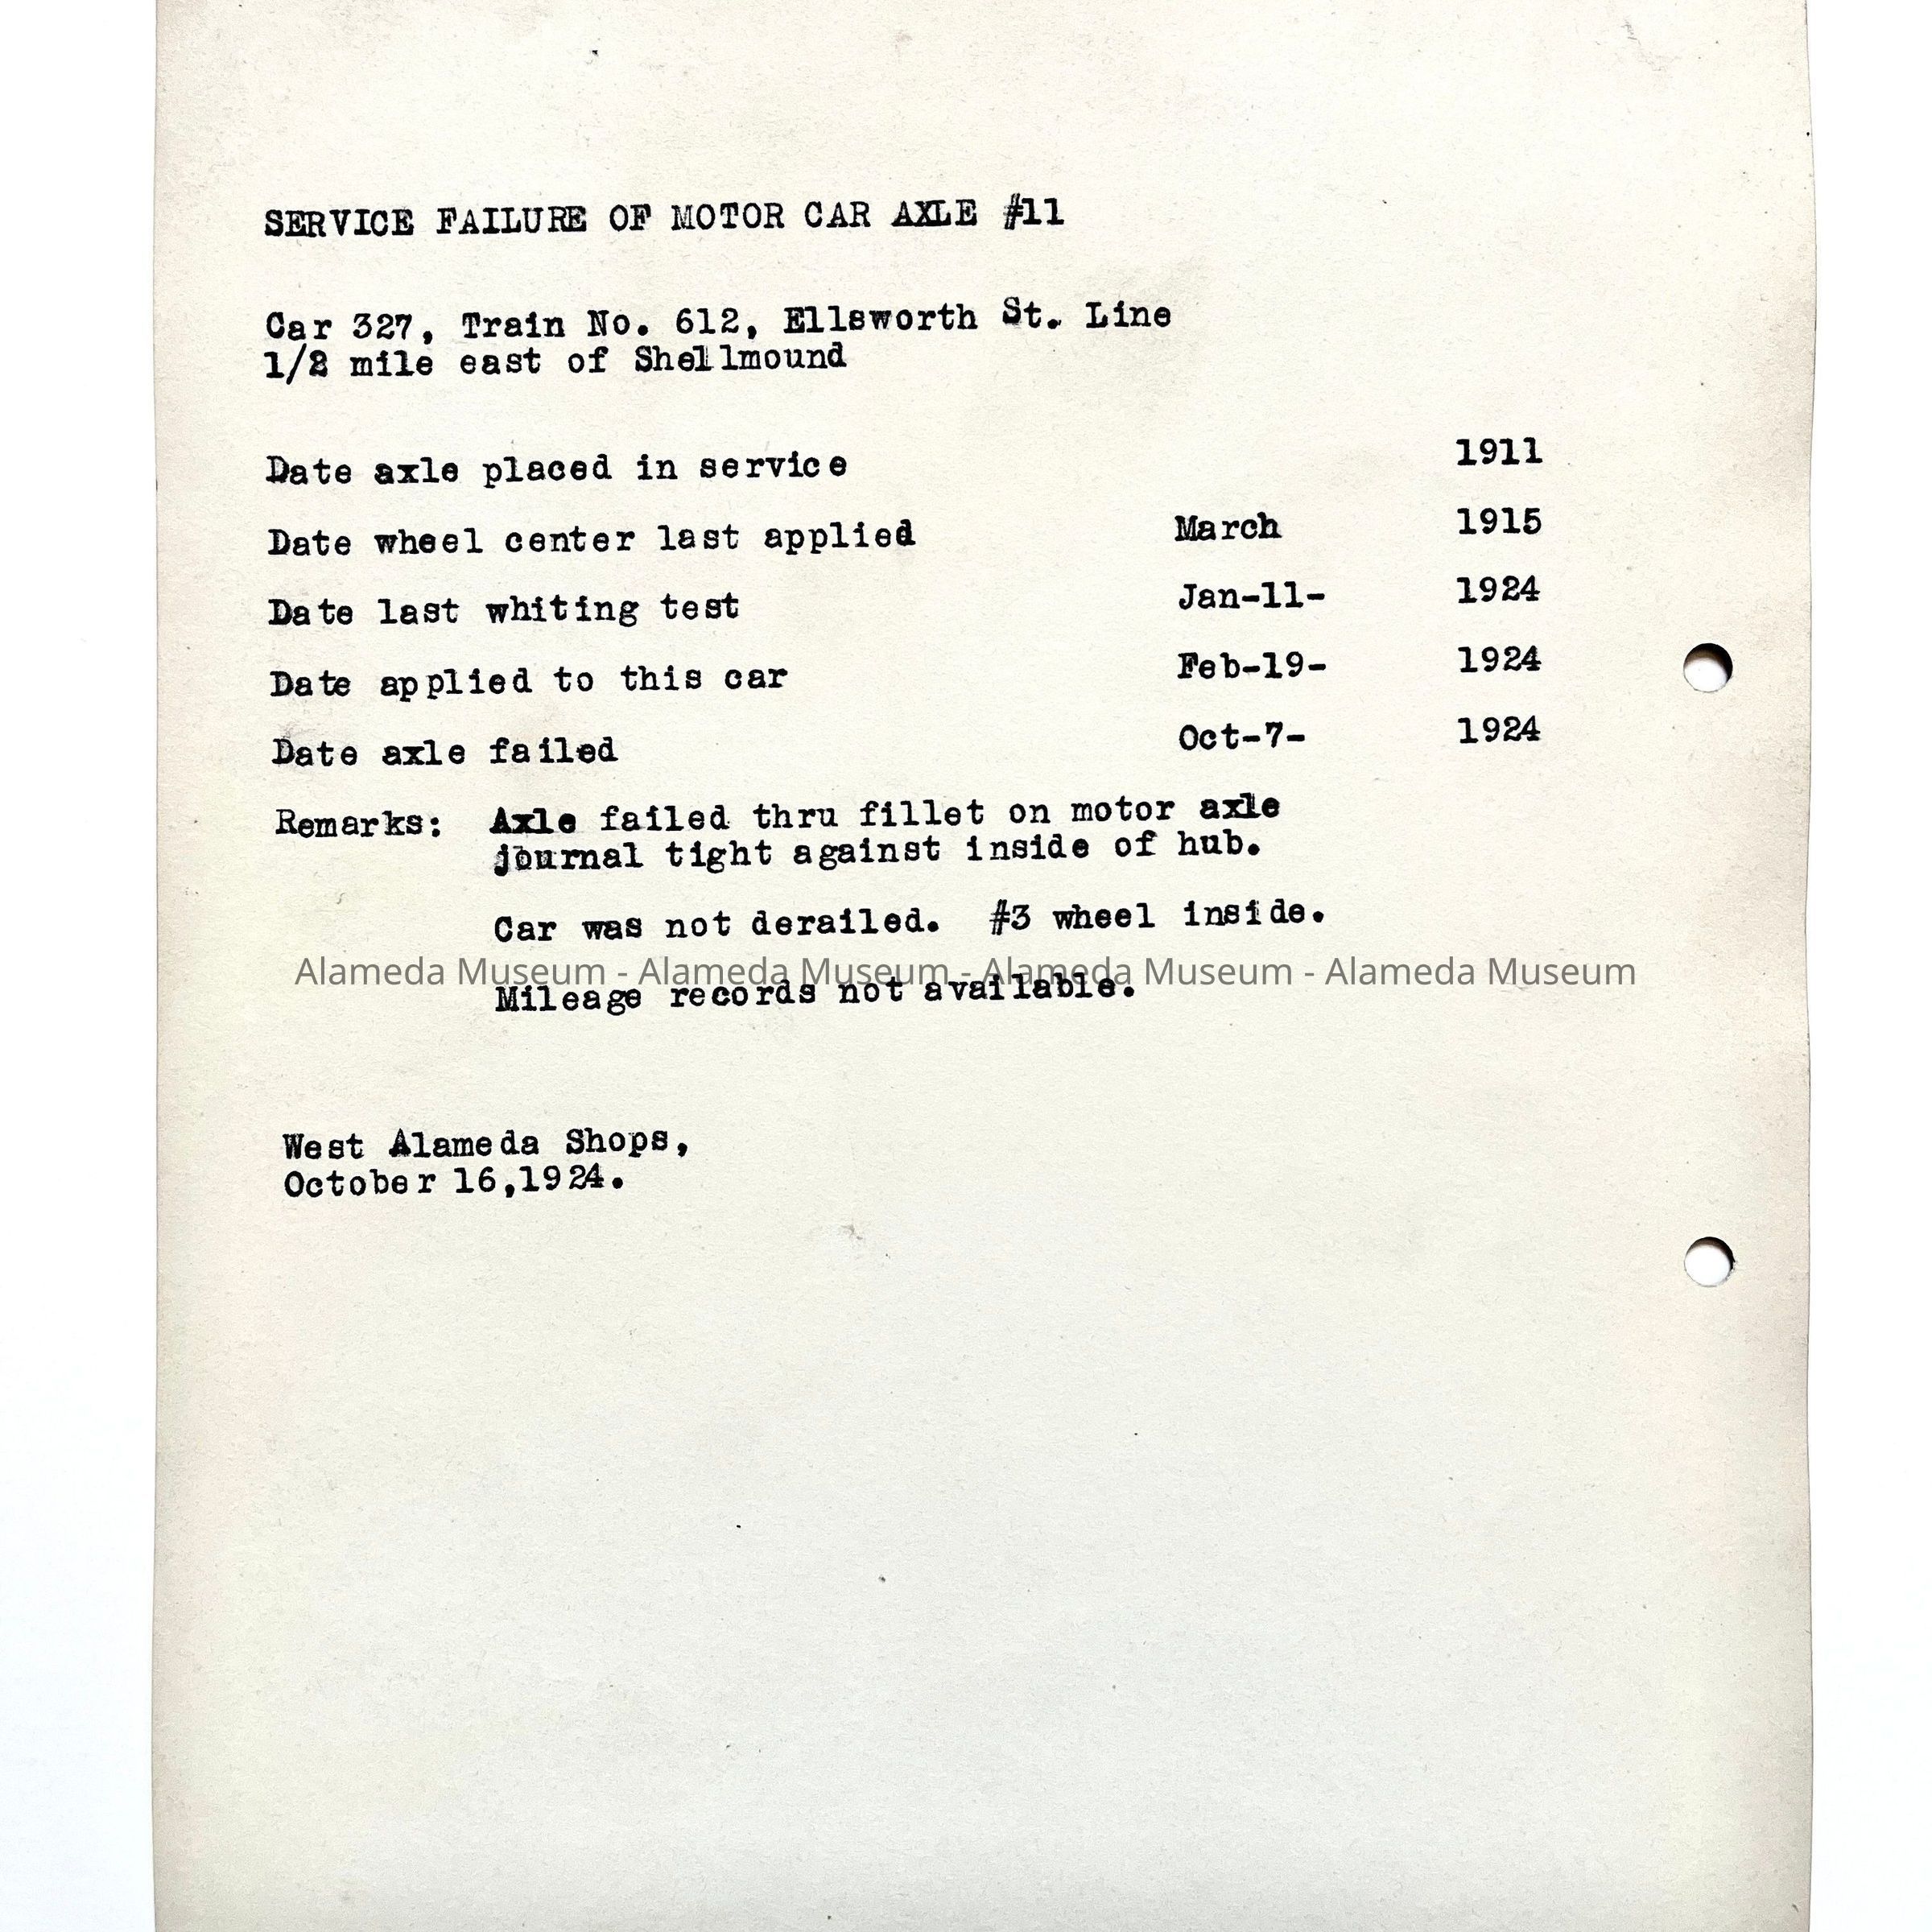 SERVICE FAILURE OF MOTOR CAR AXLE #11
Car 327, Train No. 612, Ellsworth St. Line
1/2 mile east of Shellmound
Date axle placed in service 1911
Date wheel center last applied March 1915
Date last whiting test Jan-11- 1924
Date applied to this car Feb-19- 1924
Date axle failed Oct-7- 1924
Remarks: Axle failed thru fillet on motor axle
journal tight against inside of hub.
Car was not derailed. #3 wheel inside.
Alameda Museum - Alameda Museum - Alameda Museum - Alameda Museum
Mileage records not available.
West Alameda Shops,
October 16,1924.